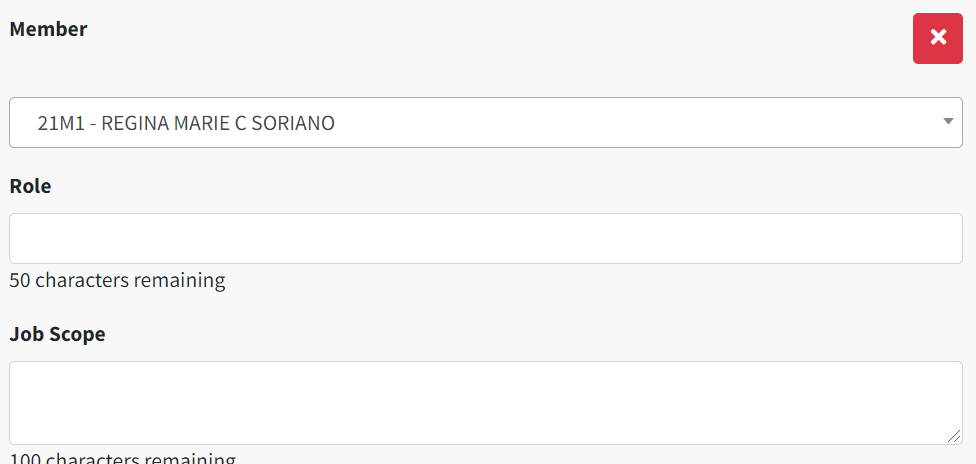 Member
21M1 - REGINA MARIE C SORIANO
Role
50 characters remaining
Job Scope
100 characters remaining